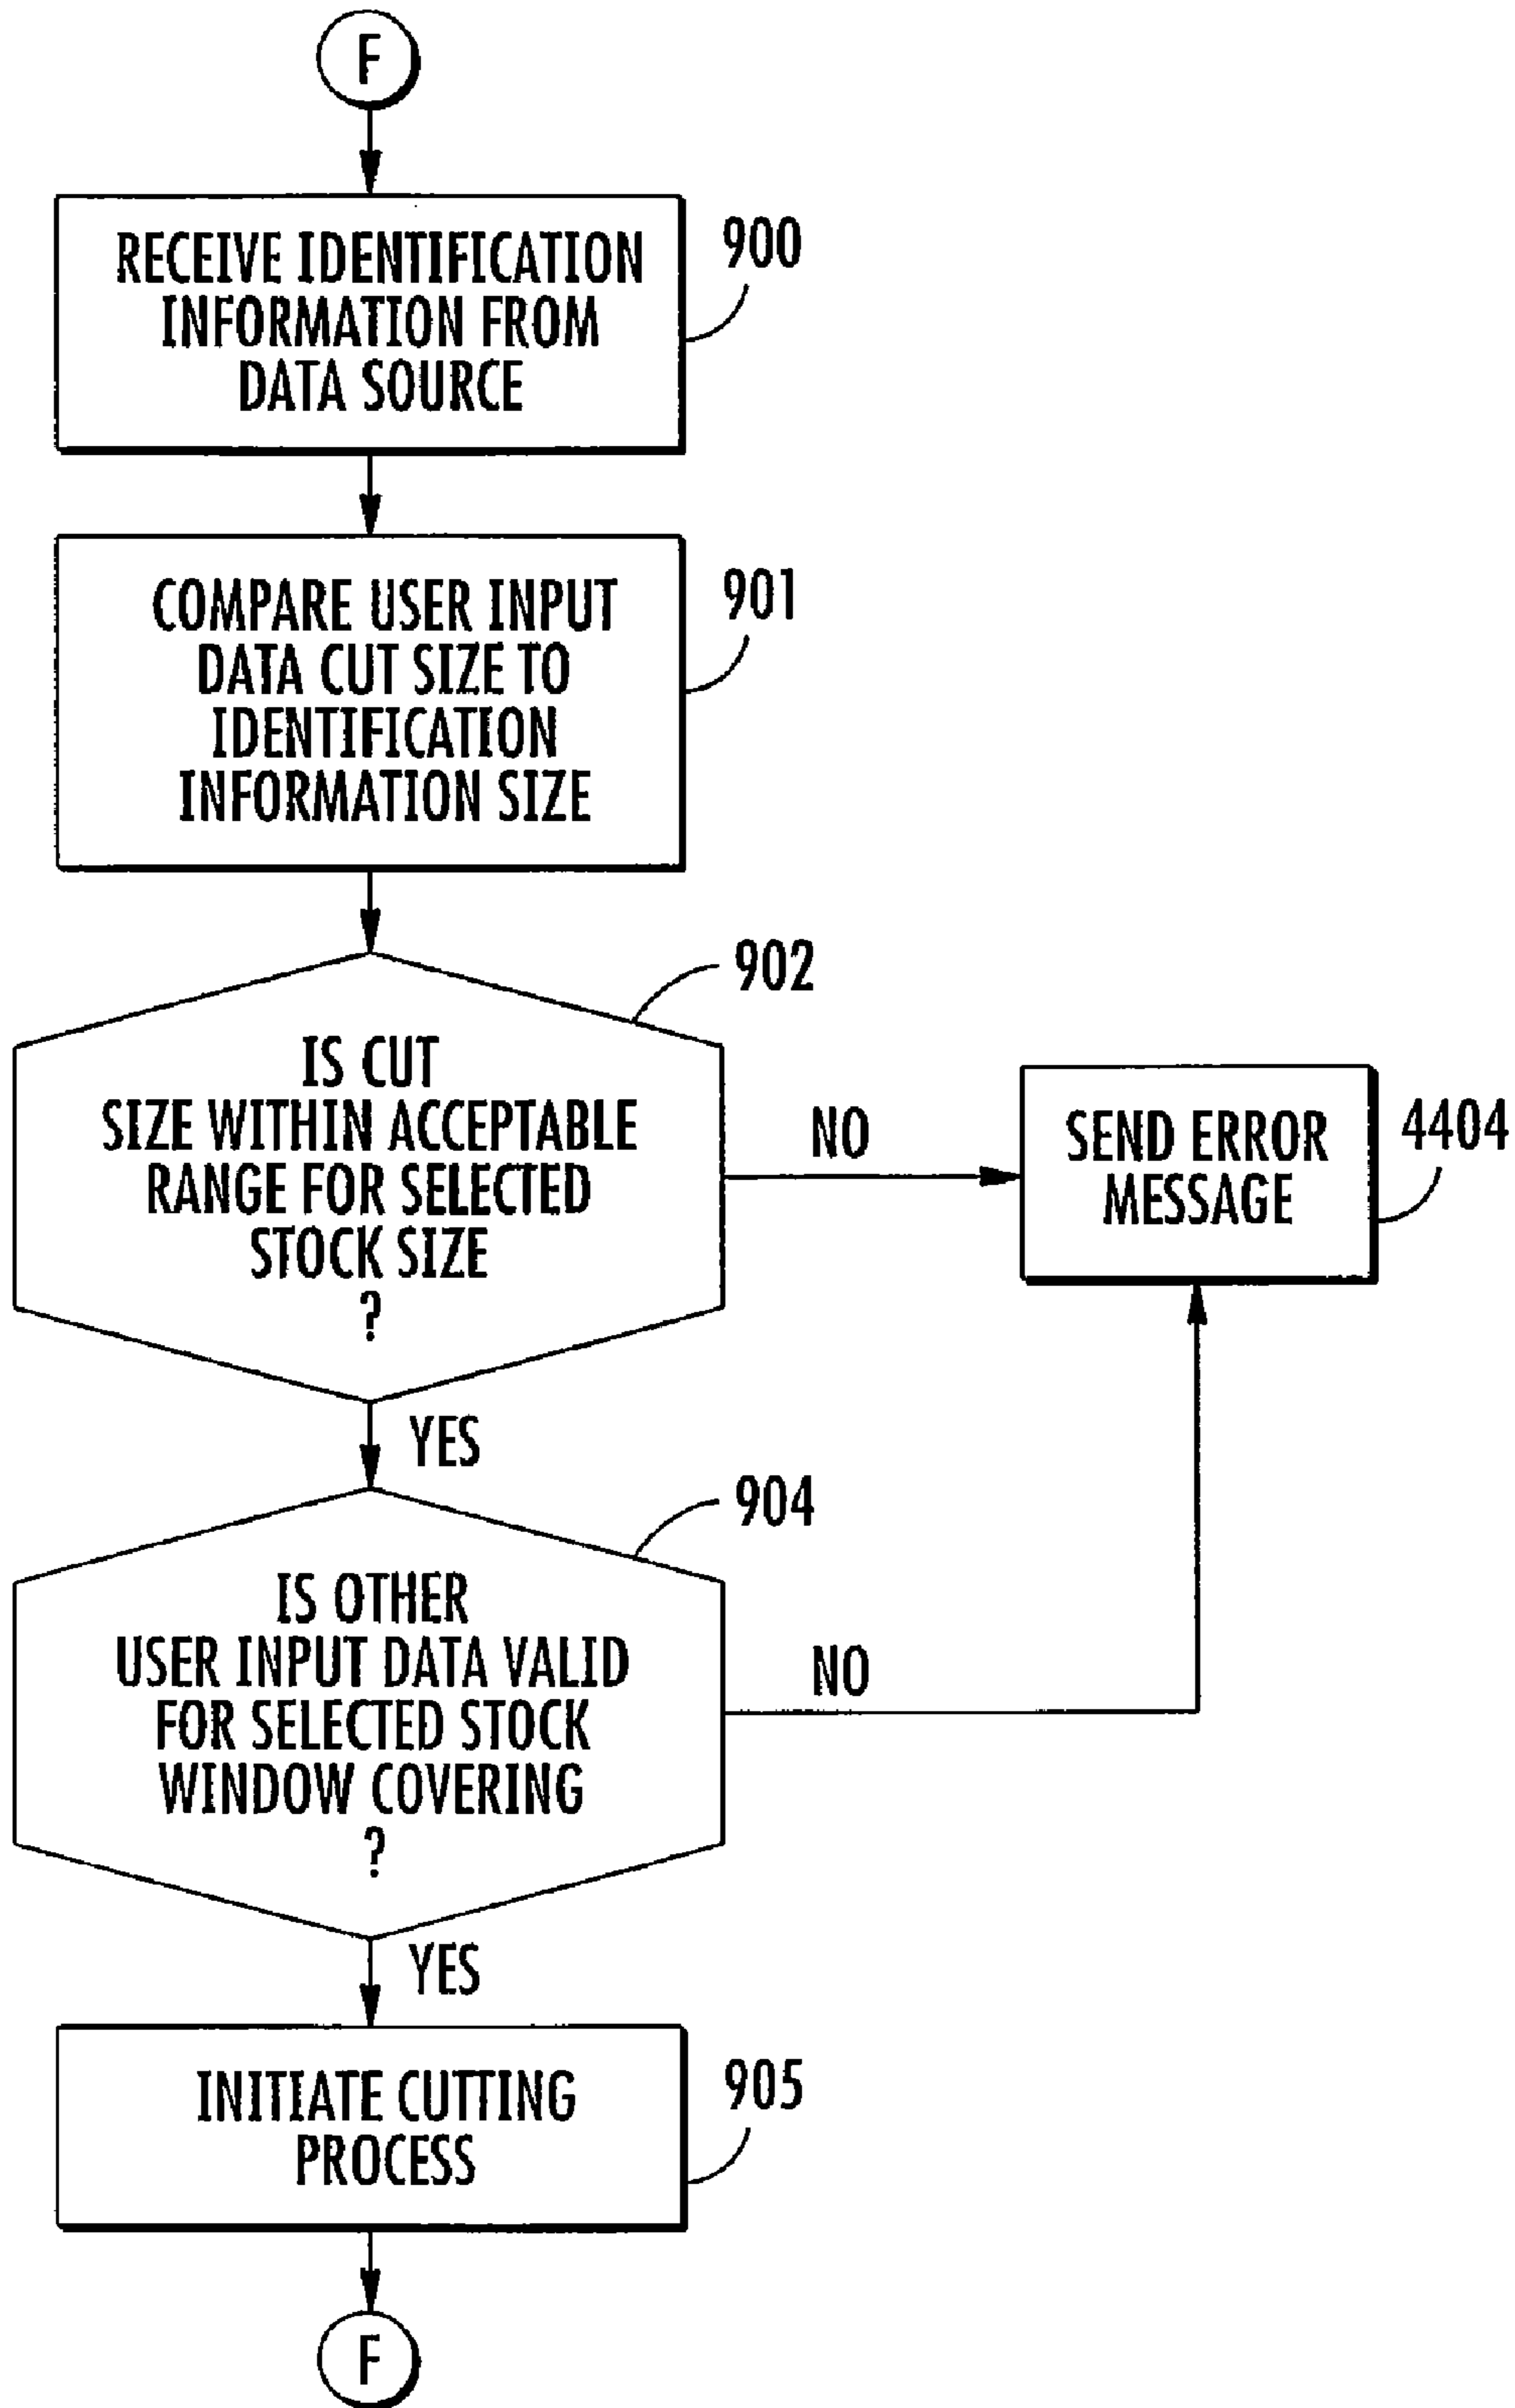 F
RECEIVE IDENTIFICATION
INFORMATION FROM
DATA SOURCE
900
COMPARE USER INPUT
DATA CUT SIZE TO
IDENTIFICATION
INFORMATION SIZE
901
902
IS CUT
SIZE WITHIN ACCEPTABLE
RANGE FOR SELECTED
STOCK SIZE
?
NO
SEND ERROR
MESSAGE
4404
YES
904
IS OTHER
USER INPUT DATA VALID
FOR SELECTED STOCK
WINDOW COVERING
?
NO
YES
INITIATE CUTTING
PROCESS
905
F